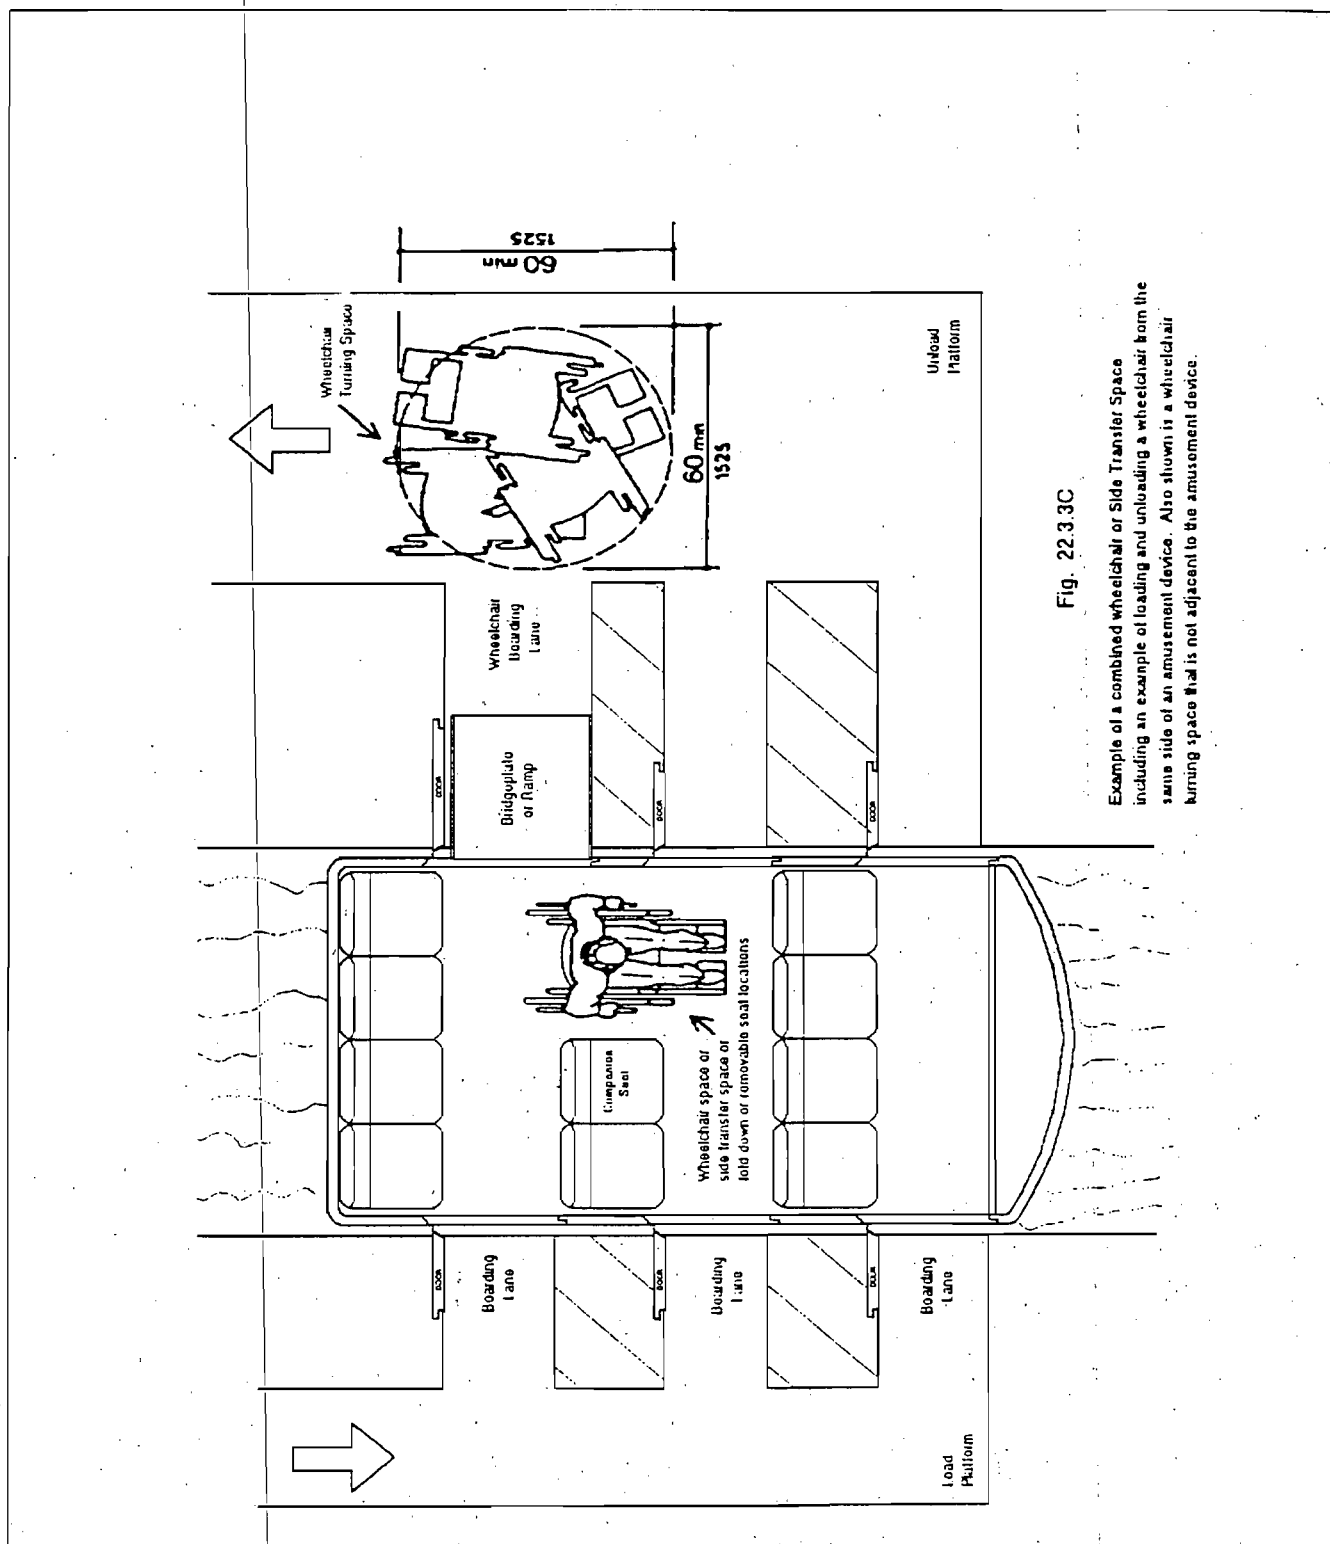 Wheelchair
Turning Space
60 min
1525
60 min
1525
Unload
Platform
Wheelchair
Boarding
Lane
Bridgeplate
or Ramp
DOOR
DOOR
DOOR
Companion
Seat
Wheelchair space or
side transfer space or
fold down or removable seat locations
DOOR
DOOR
DOOR
Boarding
Lane
Boarding
Lane
Boarding
Lane
Load
Platform
Fig. 22.3.3C
Example of a combined wheelchair or Side Transfer Space
including an example of loading and unloading a wheelchair from the
same side of an amusement device. Also shown is a wheelchair
turning space that is not adjacent to the amusement device.